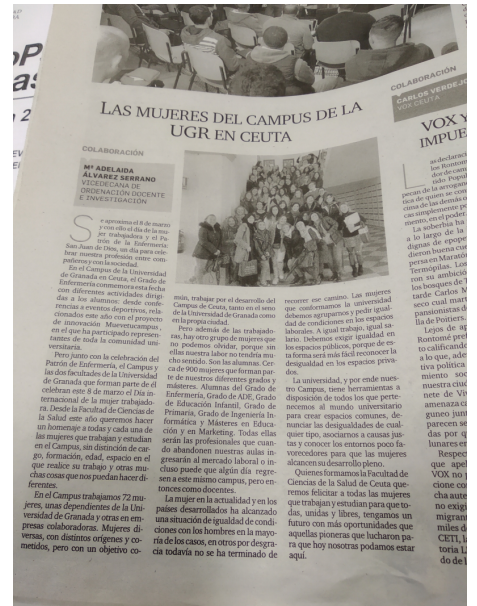 COLABORACIÓN
CARLOS VERDEJO
VOX CEUTA
LAS MUJERES DEL CAMPUS DE LA
UGR EN CEUTA
COLABORACIÓN
Mª ADELAIDA
ÁLVAREZ SERRANO
VICEDECANA DE
ORDENACIÓN DOCENTE
E INVESTIGACIÓN
Se aproxima el 8 de marzo
y con ello el día de la mu-
jer trabajadora y el Pa-
trón de la Enfermería:
San Juan de Dios, un día para cele-
brar nuestra profesión entre com-
pañeros y con la sociedad.
En el Campus de la Universidad
de Granada en Ceuta, el Grado de
Enfermería conmemora esta fecha
con diferentes actividades dirigi-
das a los alumnos: desde confe-
rencias a eventos deportivos, rela-
cionados este año con el proyecto
de innovación Muevetucampus,
en el que ha participado represen-
tantes de toda la comunidad uni-
versitaria.
Pero junto con la celebración del
Patrón de Enfermería, el Campus y
las dos facultades de la Universidad
de Granada que forman parte de él
celebran este 8 de marzo el Día in-
ternacional de la mujer trabajado-
ra. Desde la Facultad de Ciencias de
la Salud este año queremos hacer
un homenaje a todas y cada una de
las mujeres que trabajan y estudian
en el Campus, sin distinción de car-
go, formación, edad, espacio en el
que realice su trabajo y otras mu-
chas cosas que nos puedan hacer di-
ferentes.
En el Campus trabajamos 72 mu-
jeres, unas dependientes de la Uni-
versidad de Granada y otras en em-
presas colaboradoras. Mujeres di-
versas, con distintos orígenes y co-
metidos, pero con un objetivo co-
mún, trabajar por el desarrollo del
Campus de Ceuta, tanto en el seno
de la Universidad de Granada como
en la propia ciudad.
Pero además de las trabajado-
ras, hay otro grupo de mujeres que
no podemos olvidar, porque sin
ellas nuestra labor no tendría mu-
cho sentido. Son las alumnas. Cer-
ca de 900 mujeres que forman par-
te de nuestros diferentes grados y
másteres. Alumnas del Grado de
Enfermería, Grado de ADE, Grado
de Educación Infantil, Grado de
Primaria, Grado de Ingeniería In-
formática y Másteres en Educa-
ción y en Marketing. Todas ellas
serán las profesionales que cuan-
do abandonen nuestras aulas in-
gresarán al mercado laboral o in-
cluso puede que algún día regre-
sen a este mismo campus, pero en-
tonces como docentes.
La mujer en la actualidad y en los
países desarrollados ha alcanzado
una situación de igualdad de condi-
ciones con los hombres en la mayo-
ría de los casos, en otros por desgra-
cia todavía no se ha terminado de
recorrer ese camino. Las mujeres
que conformamos la universidad
debemos agruparnos y pedir igual-
dad de condiciones en los espacios
laborales. A igual trabajo, igual sa-
lario. Debemos exigir igualdad en
los espacios públicos, porque de es-
ta forma será más fácil reconocer la
desigualdad en los espacios priva-
dos.
La universidad, y por ende nues-
tro Campus, tiene herramientas a
disposición de todos los que perte-
necemos al mundo universitario
para crear espacios comunes, de-
nunciar las desigualdades de cual-
quier tipo, asociarnos a causas jus-
tas y conocer los entornos poco fa-
vorecedores para que las mujeres
alcancen su desarrollo pleno.
Quienes formamos la Facultad de
Ciencias de la Salud de Ceuta que-
remos felicitar a todas las mujeres
que trabajan y estudian para que to-
das, unidas y libres, tengamos un
futuro con más oportunidades que
aquellas pioneras que lucharon pa-
ra que hoy nosotras podamos estar
aquí.
VOX Y
IMPUE